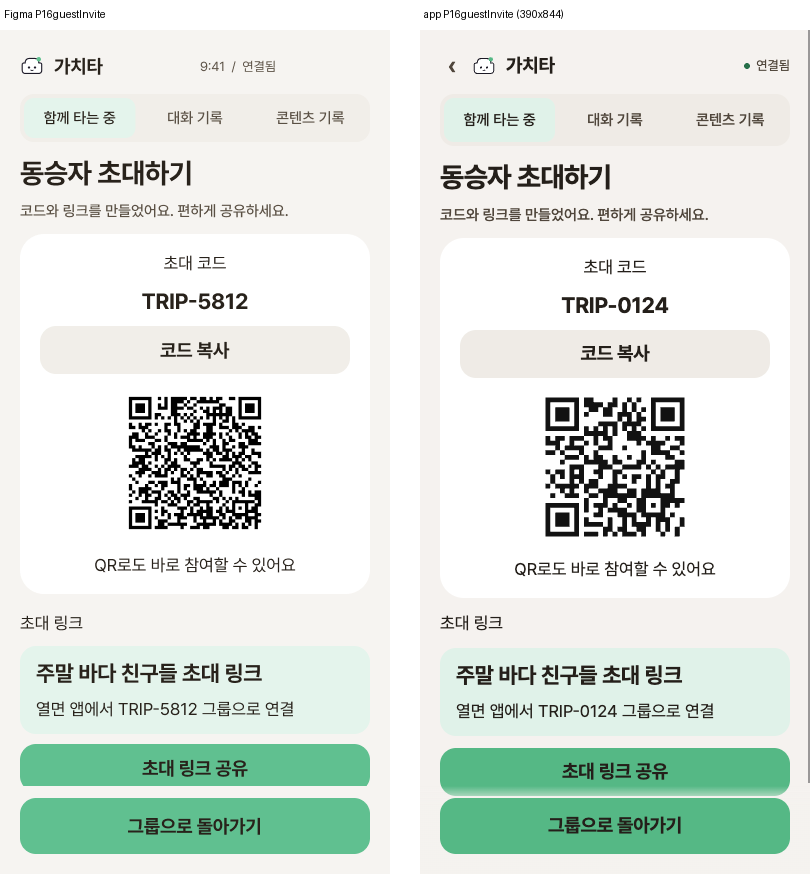 Figma P16guestInvite
가치타
9:41 / 연결됨
함께 타는 중
대화 기록
콘텐츠 기록
동승자 초대하기
코드와 링크를 만들었어요. 편하게 공유하세요.
초대 코드
TRIP-5812
코드 복사
QR로도 바로 참여할 수 있어요
초대 링크
주말 바다 친구들 초대 링크
열면 앱에서 TRIP-5812 그룹으로 연결
초대 링크 공유
그룹으로 돌아가기
app P16guestInvite (390x844)
가치타
연결됨
함께 타는 중
대화 기록
콘텐츠 기록
동승자 초대하기
코드와 링크를 만들었어요. 편하게 공유하세요.
초대 코드
TRIP-0124
코드 복사
QR로도 바로 참여할 수 있어요
초대 링크
주말 바다 친구들 초대 링크
열면 앱에서 TRIP-0124 그룹으로 연결
초대 링크 공유
그룹으로 돌아가기